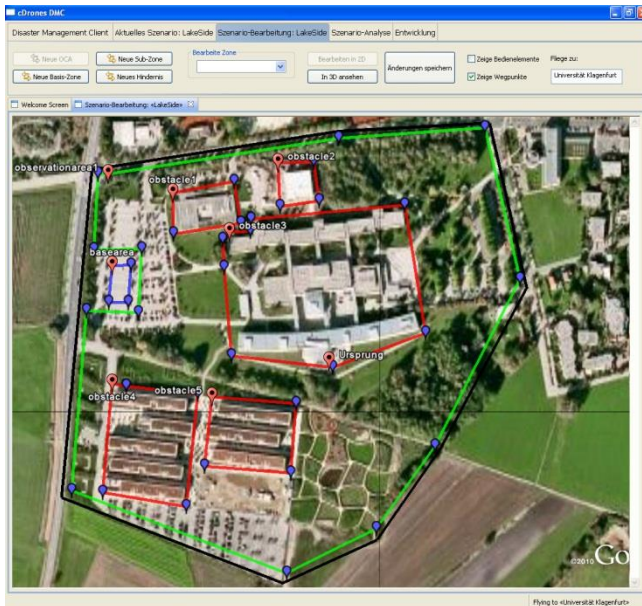 cDrones DMC
Disaster Management Client Aktuelles Szenario: LakeSide Szenario-Bearbeitung: LakeSide Szenario-Analyse Entwicklung
Neue OCA Neue Sub-Zone Bearbeite Zone Bearbeiten in 2D Änderungen speichern Zeige Bedienelemente Fliege zu:
Neue Basis-Zone Neues Hindernis In 3D ansehen Zeige Wegpunkte Universität Klagenfurt
Welcome Screen Szenario-Bearbeitung: «LakeSide»
observationarea1
obstacle2
obstacle1
obstacle3
basearea
Ursprung
obstacle4
obstacle5
©2010 Go
Flying to «Universität Klagenfurt»